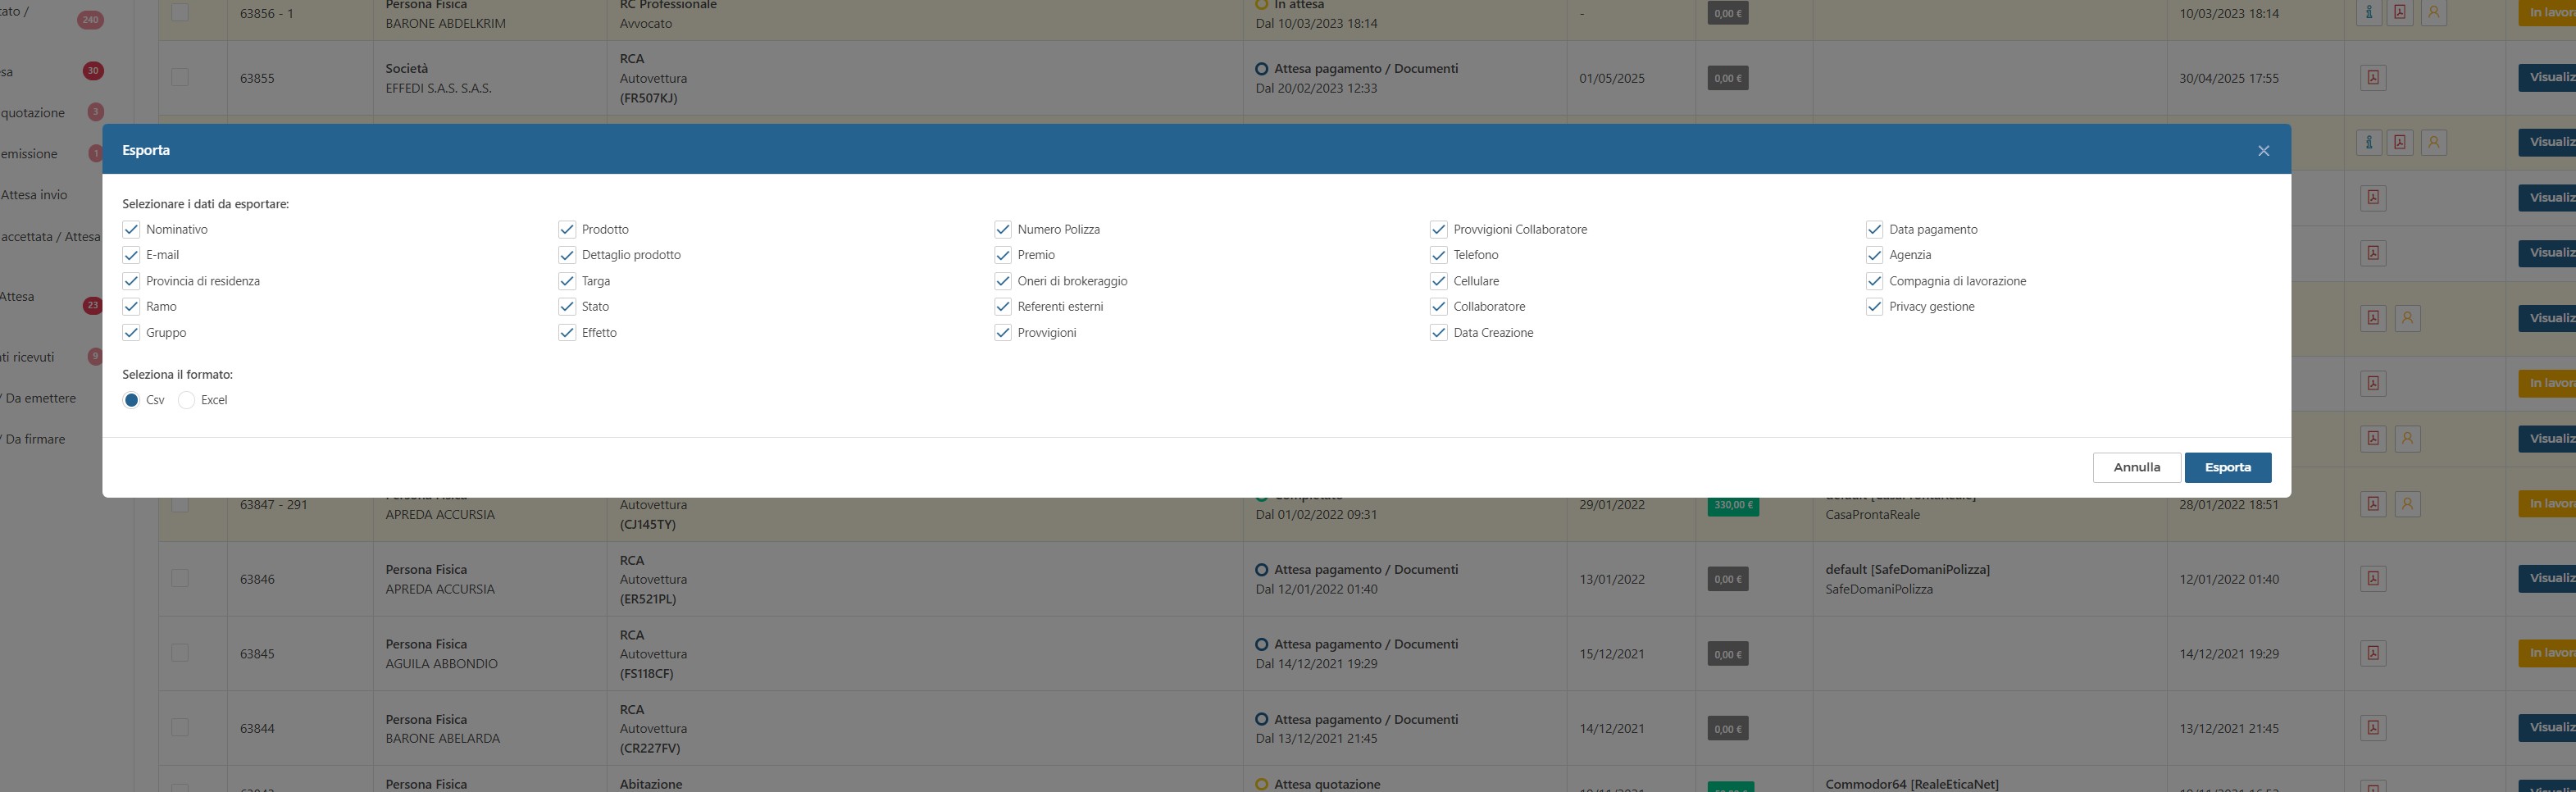 tato /
240
63856 - 1
Persona Fisica
BARONE ABDELKRIM
RC Professionale
Avvocato
In attesa
Dal 10/03/2023 18:14
-
0,00 €
10/03/2023 18:14
In lavora
esa
30
63855
Società
EFFEDI S.A.S. S.A.S.
RCA
Autovettura
(FR507KJ)
Attesa pagamento / Documenti
Dal 20/02/2023 12:33
01/05/2025
0,00 €
30/04/2025 17:55
Visualiz
quotazione
3
emissione
1
Visualiz
Attesa invio
Visualiz
accettata / Attesa
Visualiz
Attesa
23
Visualiz
ti ricevuti
9
In lavora
/ Da emettere
/ Da firmare
Visualiz
Esporta
Selezionare i dati da esportare:
Nominativo
Prodotto
Numero Polizza
Provvigioni Collaboratore
Data pagamento
E-mail
Dettaglio prodotto
Premio
Telefono
Agenzia
Provincia di residenza
Targa
Oneri di brokeraggio
Cellulare
Compagnia di lavorazione
Ramo
Stato
Referenti esterni
Collaboratore
Privacy gestione
Gruppo
Effetto
Provvigioni
Data Creazione
Seleziona il formato:
Csv
Excel
Annulla
Esporta
63847 - 291
APREDA ACCURSIA
Autovettura
(CJ145TY)
Dal 01/02/2022 09:31
29/01/2022
330,00 €
CasaProntaReale
28/01/2022 18:51
In lavora
63846
Persona Fisica
APREDA ACCURSIA
RCA
Autovettura
(ER521PL)
Attesa pagamento / Documenti
Dal 12/01/2022 01:40
13/01/2022
0,00 €
default [SafeDomaniPolizza]
SafeDomaniPolizza
12/01/2022 01:40
Visualiz
63845
Persona Fisica
AGUILA ABBONDIO
RCA
Autovettura
(FS118CF)
Attesa pagamento / Documenti
Dal 14/12/2021 19:29
15/12/2021
0,00 €
14/12/2021 19:29
In lavora
63844
Persona Fisica
BARONE ABELARDA
RCA
Autovettura
(CR227FV)
Attesa pagamento / Documenti
Dal 13/12/2021 21:45
14/12/2021
0,00 €
13/12/2021 21:45
Visualiz
Persona Fisica
Abitazione
Attesa quotazione
Commodor64 [RealeEticaNet]